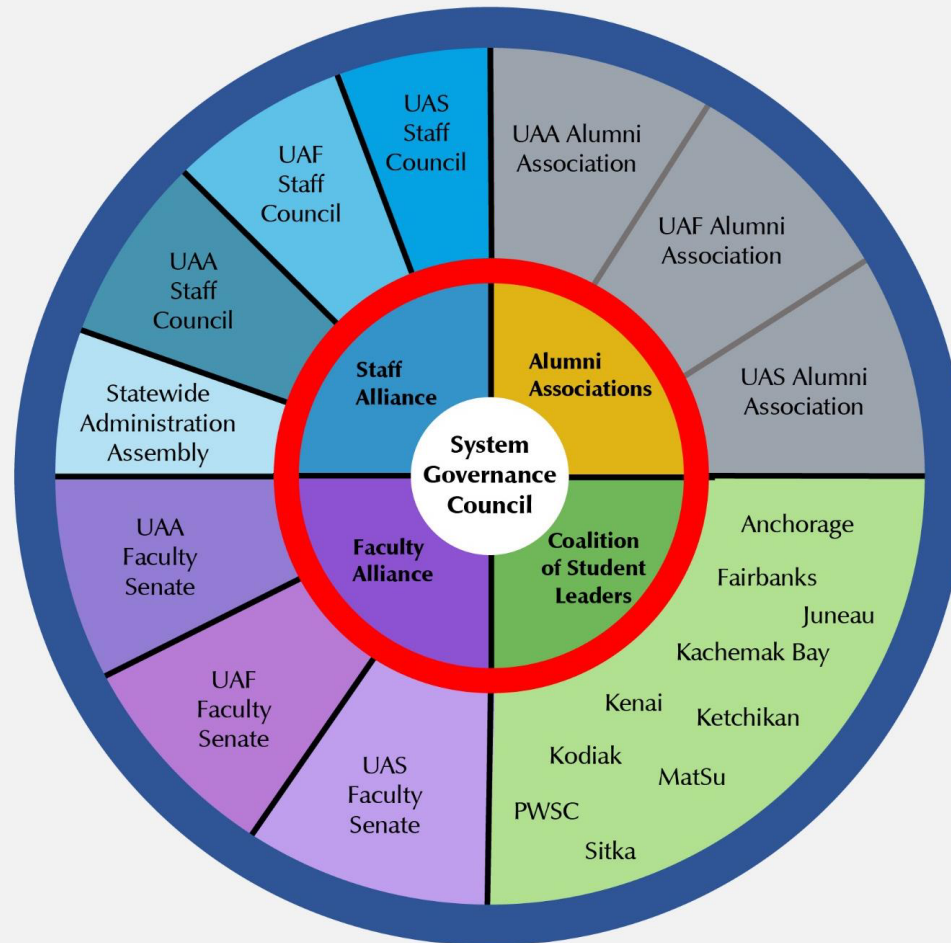 UAS
Staff
Council
UAF
Staff
Council
UAA
Staff
Council
Statewide
Administration
Assembly
UAA Alumni
Association
UAF Alumni
Association
UAS Alumni
Association
Staff
Alliance
Alumni
Associations
System
Governance
Council
Faculty
Alliance
Coalition
of Student
Leaders
UAA
Faculty
Senate
UAF
Faculty
Senate
UAS
Faculty
Senate
Anchorage
Fairbanks
Juneau
Kachemak Bay
Kenai
Ketchikan
Kodiak
MatSu
PWSC
Sitka